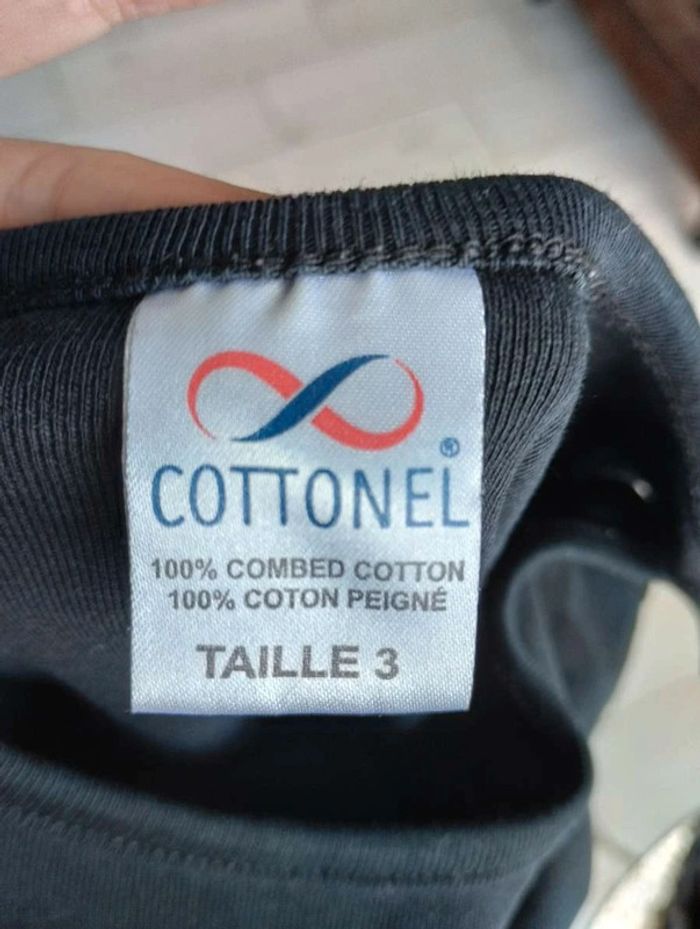 ®
COTTONEL
100% COMBED COTTON
100% COTON PEIGNÉ
TAILLE 3